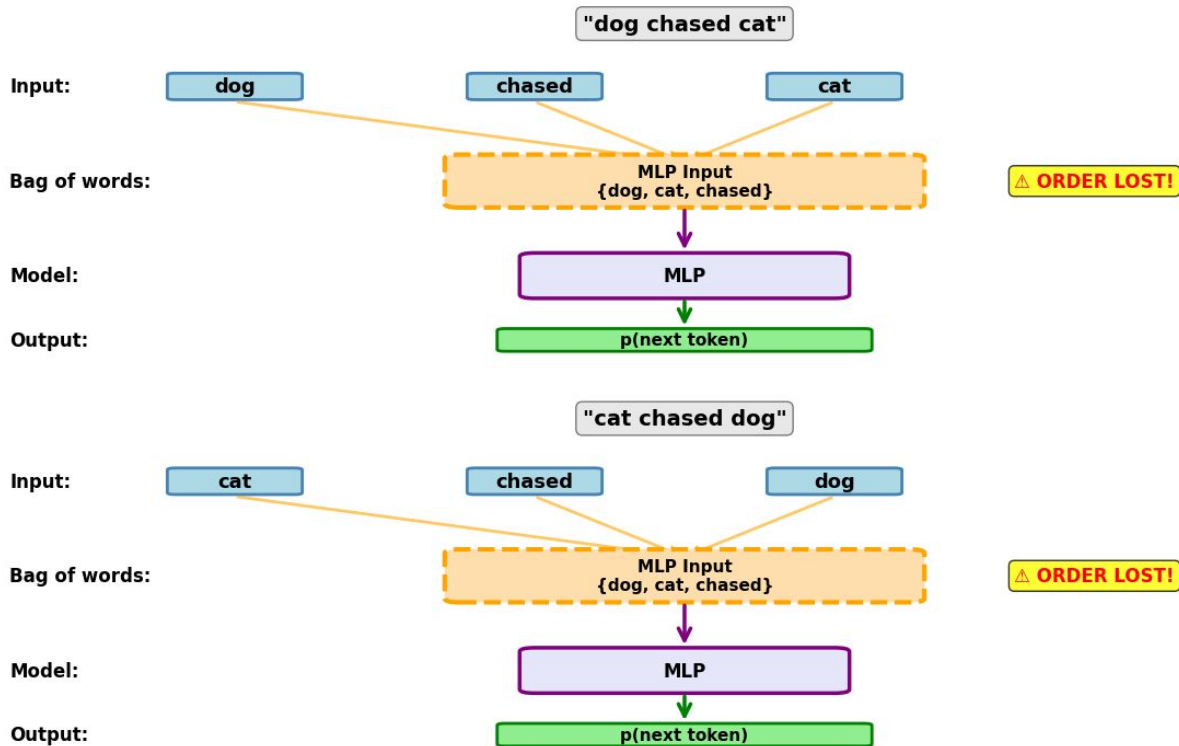 "dog chased cat"
Input: dog chased cat
MLP Input
Bag of words: {dog, cat, chased} ⚠ ORDER LOST!
Model: MLP
Output: p(next token)
"cat chased dog"
Input: cat chased dog
MLP Input
Bag of words: {dog, cat, chased} ⚠ ORDER LOST!
Model: MLP
Output: p(next token)